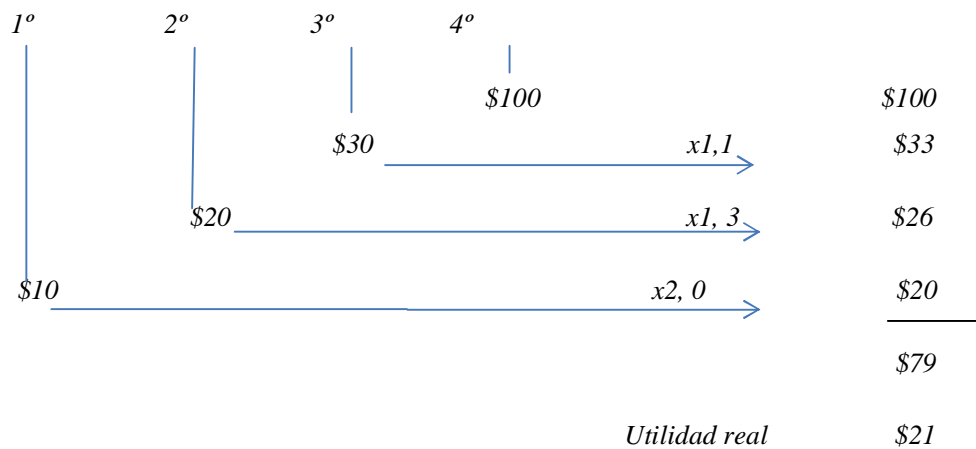 1º 2º 3º 4º
$100 $100
$30 x1,1 $33
$20 x1, 3 $26
$10 x2, 0 $20
$79
Utilidad real $21